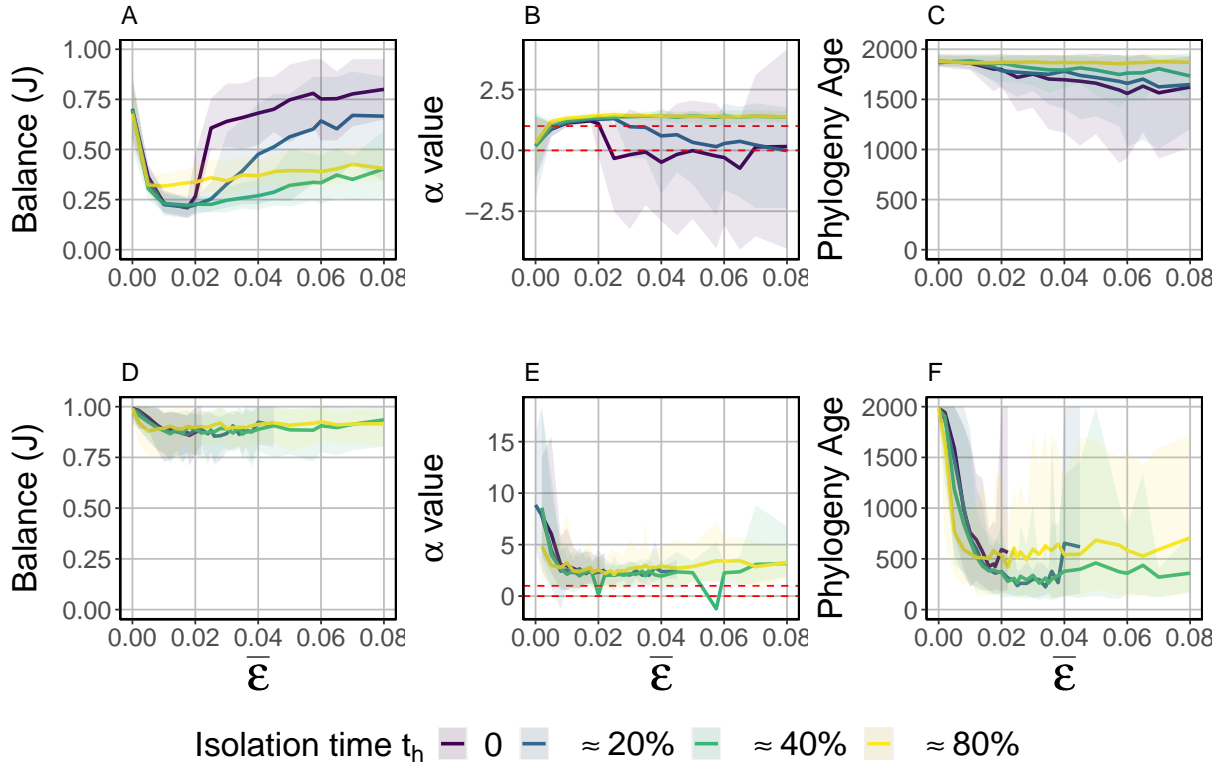 A
B
C
Balance (J)
1.00
0.75
0.50
0.25
0.00
0.00 0.02 0.04 0.06 0.08
α value
2.5
0.0
−2.5
0.00 0.02 0.04 0.06 0.08
Phylogeny Age
2000
1500
1000
500
0
0.00 0.02 0.04 0.06 0.08
D
E
F
Balance (J)
1.00
0.75
0.50
0.25
0.00
0.00 0.02 0.04 0.06 0.08
ε̅
α value
15
10
5
0
0.00 0.02 0.04 0.06 0.08
ε̅
Phylogeny Age
2000
1500
1000
500
0
0.00 0.02 0.04 0.06 0.08
ε̅
Isolation time t_h 0 ≈ 20% ≈ 40% ≈ 80%